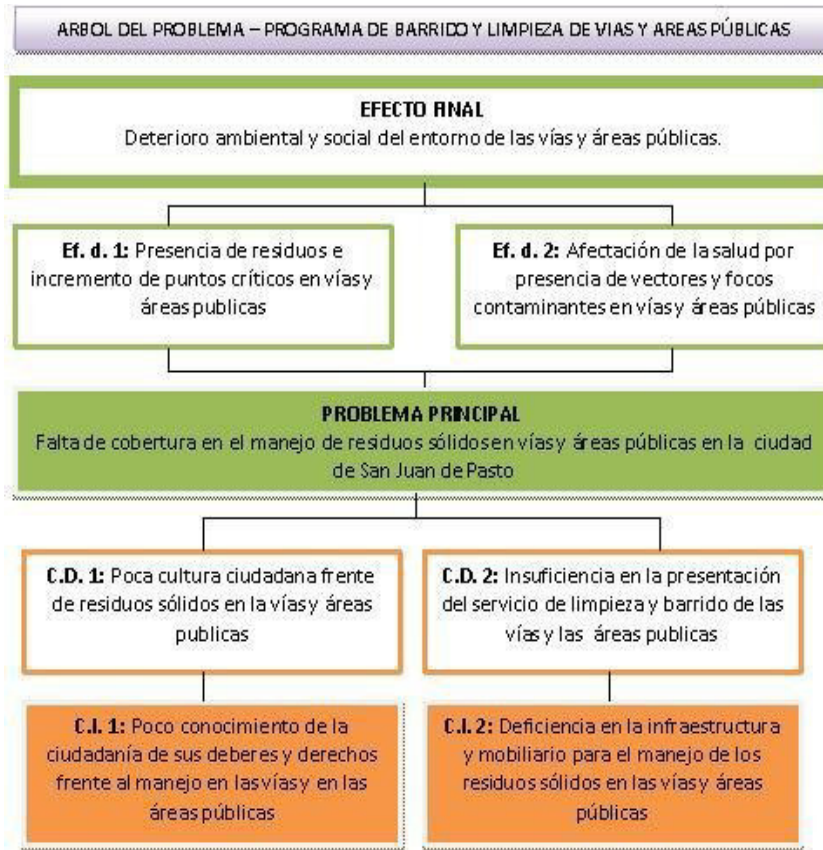 ARBOL DEL PROBLEMA – PROGRAMA DE BARRIDO Y LIMPIEZA DE VIAS Y AREAS PÚBLICAS
EFECTO FINAL
Deterioro ambiental y social del entorno de las vías y áreas públicas.
Ef. d. 1: Presencia de residuos e
incremento de puntos críticos en vías y
áreas publicas
Ef. d. 2: Afectación de la salud por
presencia de vectores y focos
contaminantes en vías y áreas públicas
PROBLEMA PRINCIPAL
Falta de cobertura en el manejo de residuos sólidos en vías y áreas públicas en la ciudad
de San Juan de Pasto
C.D. 1: Poca cultura ciudadana frente
de residuos sólidos en la vías y áreas
publicas
C.D. 2: Insuficiencia en la presentación
del servicio de limpieza y barrido de las
vías y las áreas publicas
C.I. 1: Poco conocimiento de la
ciudadanía de sus deberes y derechos
frente al manejo en las vías y en las
áreas públicas
C.I. 2: Deficiencia en la infraestructura
y mobiliario para el manejo de los
residuos sólidos en las vías y áreas
públicas